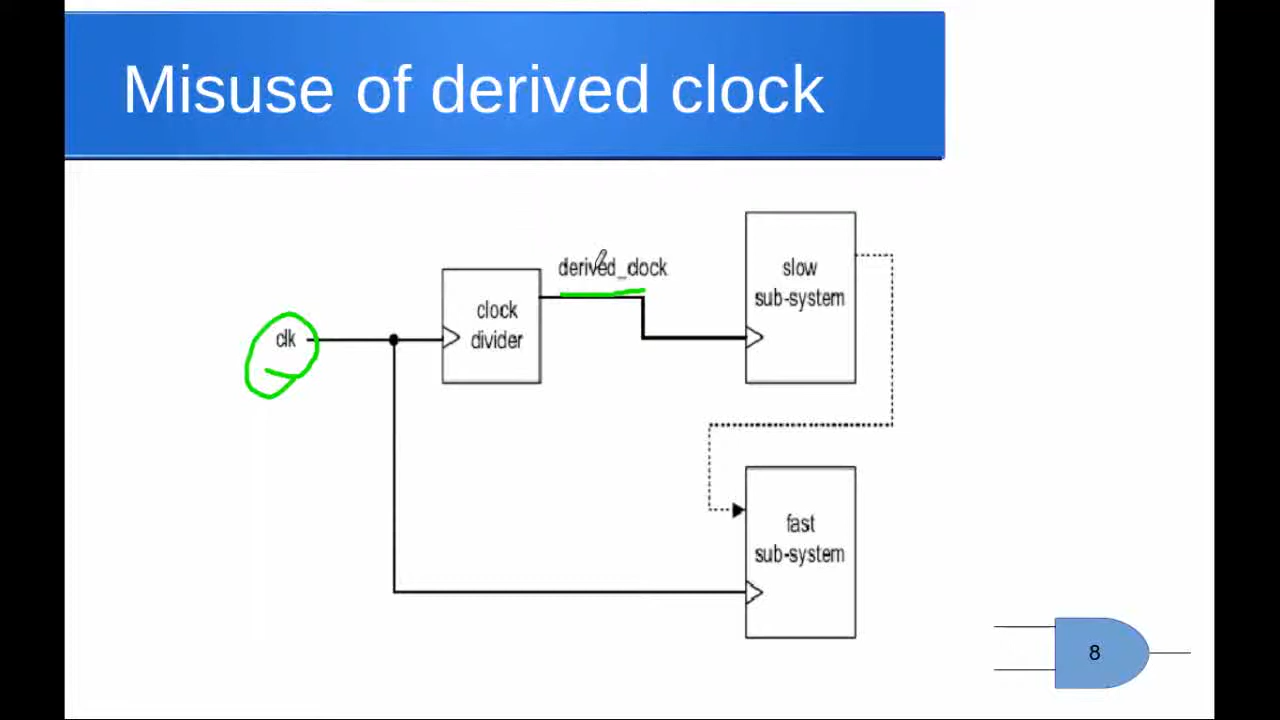 Misuse of derived clock
derived_clock
slow
sub-system
clock
divider
clk
fast
sub-system
8